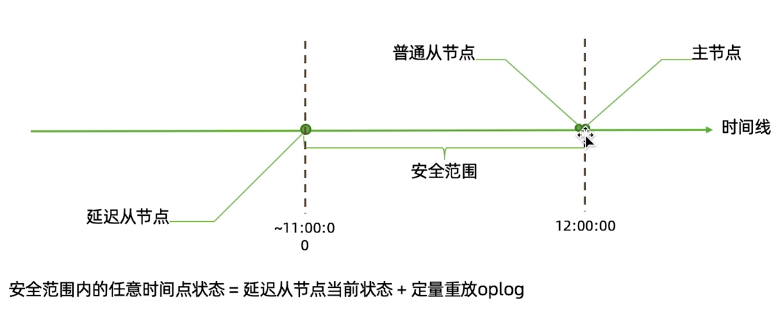 普通从节点
主节点
时间线
安全范围
延迟从节点
~11:00:0
0
12:00:00
安全范围内的任意时间点状态 = 延迟从节点当前状态 + 定量重放oplog